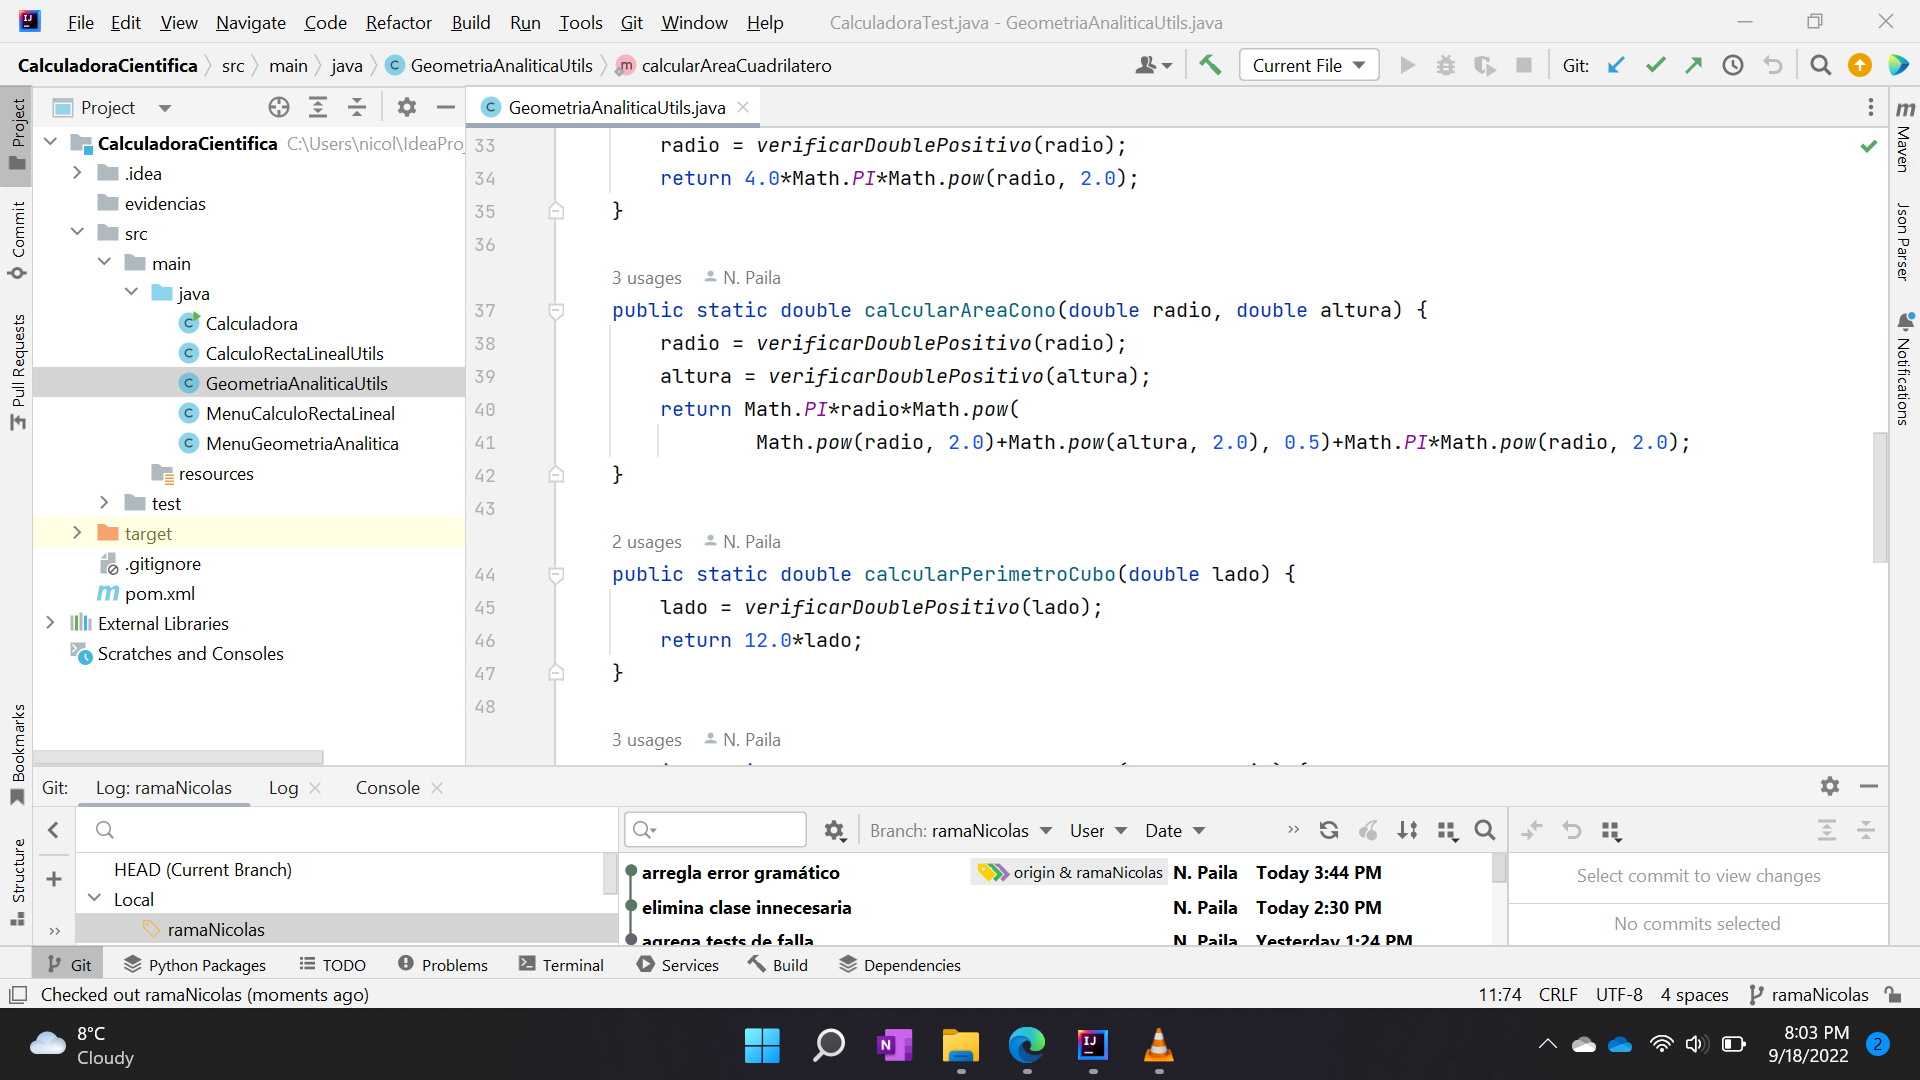 File Edit View Navigate Code Refactor Build Run Tools Git Window Help CalculadoraTest.java - GeometriaAnaliticaUtils.java
CalculadoraCientifica src main java GeometriaAnaliticaUtils calcularAreaCuadrilatero Current File Git:
Project
GeometriaAnaliticaUtils.java
CalculadoraCientifica C:\Users\nicol\IdeaProj
.idea
evidencias
src
main
java
Calculadora
CalculoRectaLinealUtils
GeometriaAnaliticaUtils
MenuCalculoRectaLineal
MenuGeometriaAnalitica
resources
test
target
.gitignore
pom.xml
External Libraries
Scratches and Consoles
Project
Commit
Pull Requests
Bookmarks
Structure
33 radio = verificarDoublePositivo(radio);
34 return 4.0*Math.PI*Math.pow(radio, 2.0);
35 }
36
3 usages N. Paila
37 public static double calcularAreaCono(double radio, double altura) {
38 radio = verificarDoublePositivo(radio);
39 altura = verificarDoublePositivo(altura);
40 return Math.PI*radio*Math.pow(
41 Math.pow(radio, 2.0)+Math.pow(altura, 2.0), 0.5)+Math.PI*Math.pow(radio, 2.0);
42 }
43
2 usages N. Paila
44 public static double calcularPerimetroCubo(double lado) {
45 lado = verificarDoublePositivo(lado);
46 return 12.0*lado;
47 }
48
3 usages N. Paila
m Maven
Json Parser
Notifications
Git: Log: ramaNicolas Log Console
Branch: ramaNicolas User Date
HEAD (Current Branch)
Local
ramaNicolas
arregla error gramático origin & ramaNicolas N. Paila Today 3:44 PM
elimina clase innecesaria N. Paila Today 2:30 PM
agrega tests de falla N. Paila Yesterday 1:24 PM
Select commit to view changes
No commits selected
Git Python Packages TODO Problems Terminal Services Build Dependencies
Checked out ramaNicolas (moments ago) 11:74 CRLF UTF-8 4 spaces ramaNicolas
8°C
Cloudy
8:03 PM
9/18/2022
2